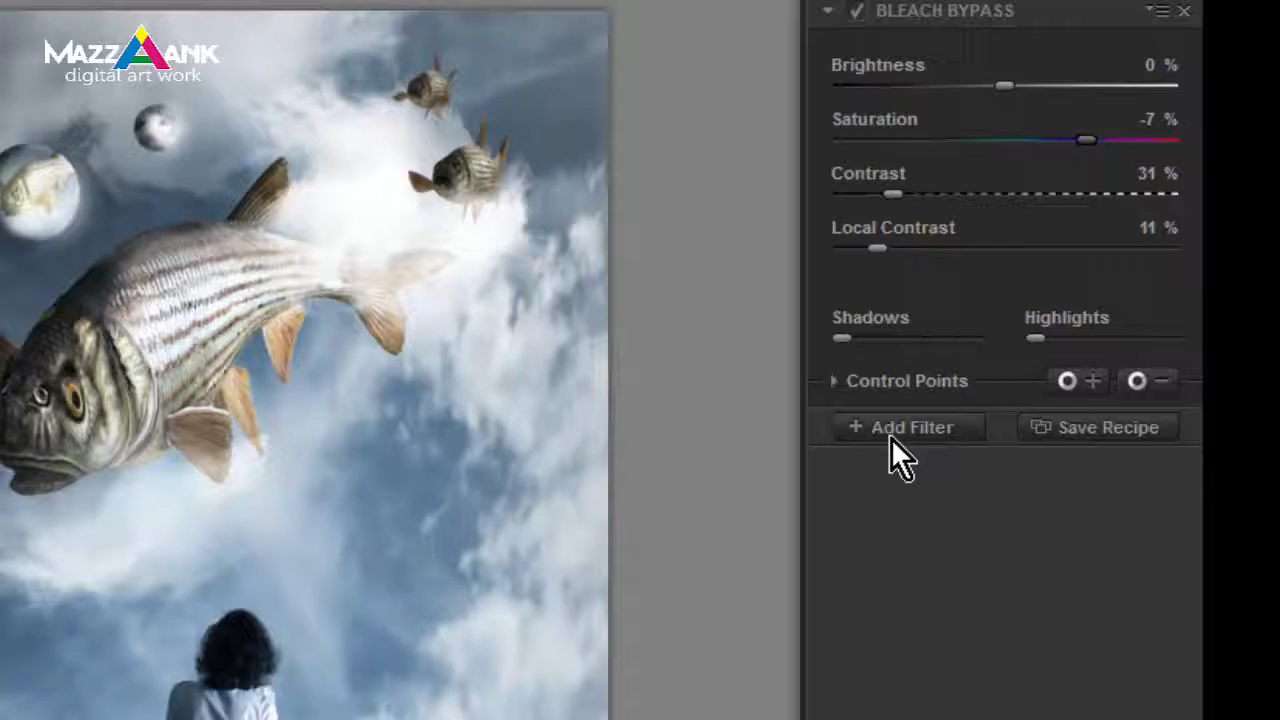 MAZZAANK
digital art work
BLEACH BYPASS
Brightness 0 %
Saturation -7 %
Contrast 31 %
Local Contrast 11 %
Shadows Highlights
Control Points
+ Add Filter Save Recipe